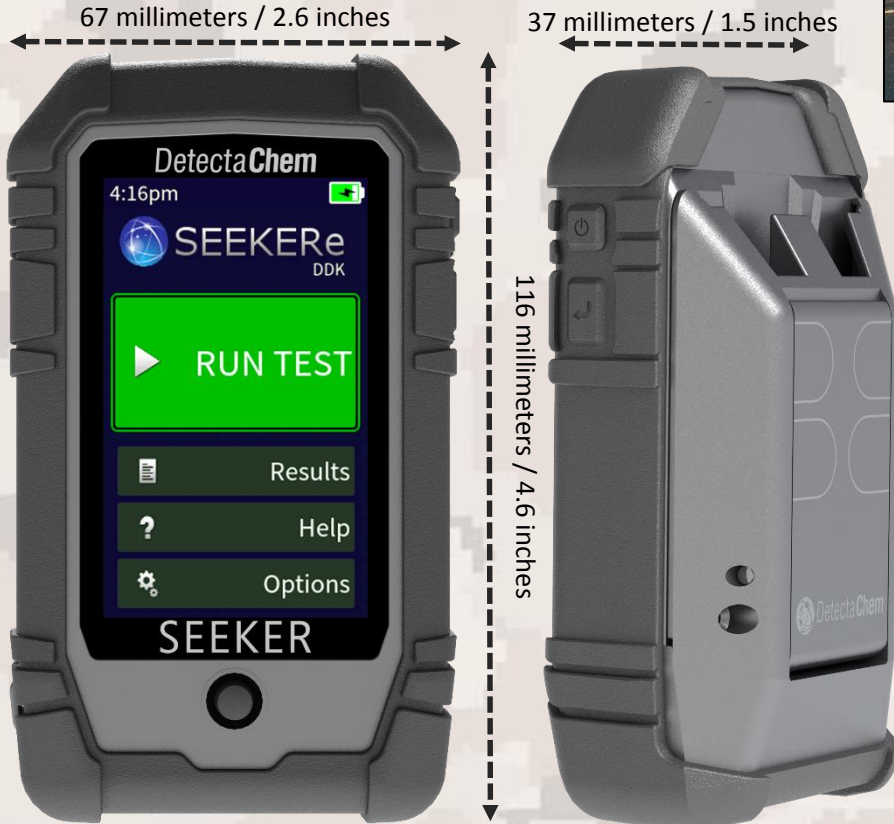 67 millimeters / 2.6 inches
37 millimeters / 1.5 inches
DetectaChem
4:16pm
SEEKERe
DDK
RUN TEST
Results
? Help
Options
SEEKER
116 millimeters / 4.6 inches
DetectaChem